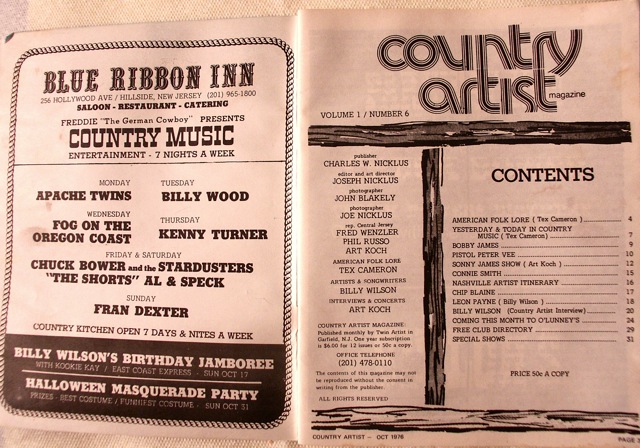 BLUE RIBBON INN
256 HOLLYWOOD AVE / HILLSIDE, NEW JERSEY (201) 965-1800
SALOON - RESTAURANT - CATERING
FREDDIE "The German Cowboy" PRESENTS
COUNTRY MUSIC
ENTERTAINMENT - 7 NIGHTS A WEEK
MONDAY
APACHE TWINS
TUESDAY
BILLY WOOD
WEDNESDAY
FOG ON THE
OREGON COAST
THURSDAY
KENNY TURNER
FRIDAY & SATURDAY
CHUCK BOWER and the STARDUSTERS
"THE SHORTS" AL & SPECK
SUNDAY
FRAN DEXTER
COUNTRY KITCHEN OPEN 7 DAYS & NITES A WEEK
BILLY WILSON'S BIRTHDAY JAMBOREE
WITH KOOKIE KAY / EAST COAST EXPRESS - SUN OCT 17
HALLOWEEN MASQUERADE PARTY
PRIZES - BEST COSTUME / FUNNIEST COSTUME - SUN OCT 31
country
artist
magazine
VOLUME 1 / NUMBER 6
publisher
CHARLES W. NICKLUS
editor and art director
JOSEPH NICKLUS
photographer
JOHN BLAKELY
photographer
JOE NICKLUS
rep. Central Jersey
FRED WENZLER
PHIL RUSSO
ART KOCH
AMERICAN FOLK LORE
TEX CAMERON
ARTISTS & SONGWRITERS
BILLY WILSON
INTERVIEWS & CONCERTS
ART KOCH
COUNTRY ARTIST MAGAZINE
Published monthly by Twin Artist in
Garfield, N.J. One year subscription
is $6.00 for 12 issues or 50c a copy.
OFFICE TELEPHONE
(201) 478-0110
The contents of this magazine may not
be reproduced without the consent in
writing from the publisher.
ALL RIGHTS RESERVED
CONTENTS
AMERICAN FOLK LORE ( Tex Cameron ) 4
YESTERDAY & TODAY IN COUNTRY
MUSIC ( Tex Cameron ) 7
BOBBY JAMES 9
PISTOL PETER VEE 10
SONNY JAMES SHOW ( Art Koch ) 12
CONNIE SMITH 15
NASHVILLE ARTIST ITINERARY 16
CHIP BLAINE 17
LEON PAYNE ( Billy Wilson ) 18
BILLY WILSON (Country Artist Interview) 20
COMING THIS MONTH TO O'LUNNEY'S 24
FREE CLUB DIRECTORY 29
SPECIAL SHOWS 31
PRICE 50c A COPY
COUNTRY ARTIST — OCT 1976